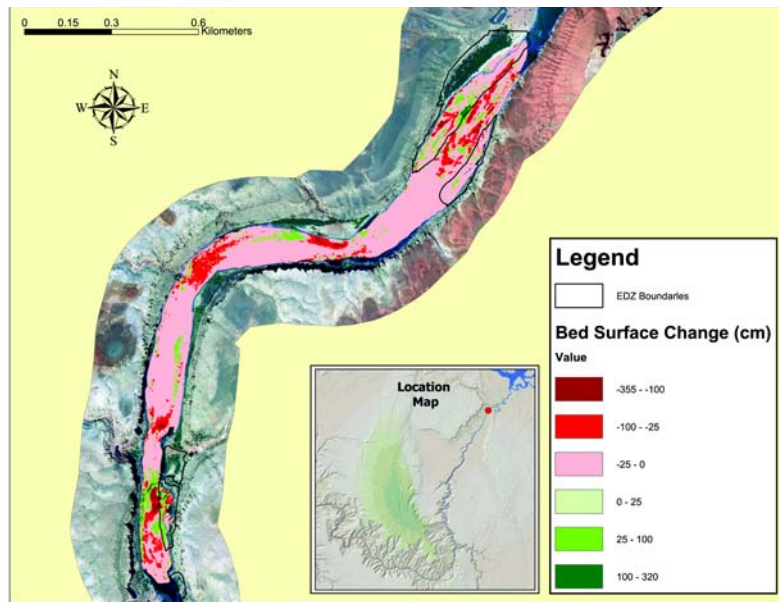 0 0.15 0.3 0.6
Kilometers
N
W E
S
Location
Map
Legend
EDZ Boundaries
Bed Surface Change (cm)
Value
-355 - -100
-100 - -25
-25 - 0
0 - 25
25 - 100
100 - 320